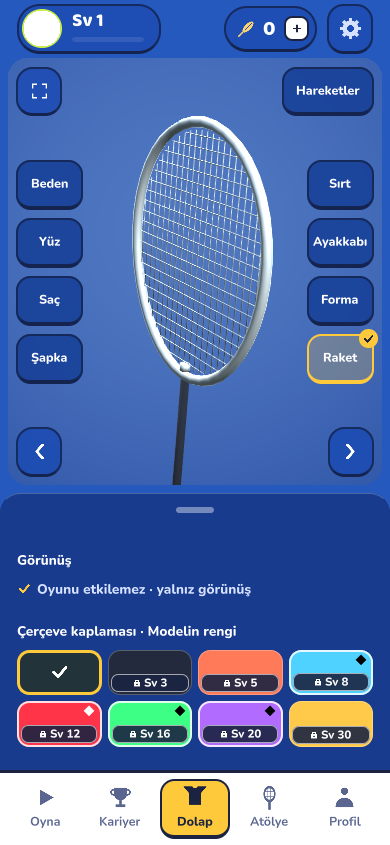 Sv 1
0
+
Hareketler
Beden
Sırt
Yüz
Ayakkabı
Saç
Forma
Şapka
Raket
Görünüş
Oyunu etkilemez · yalnız görünüş
Çerçeve kaplaması · Modelin rengi
Sv 3
Sv 5
Sv 8
Sv 12
Sv 16
Sv 20
Sv 30
Oyna
Kariyer
Dolap
Atölye
Profil